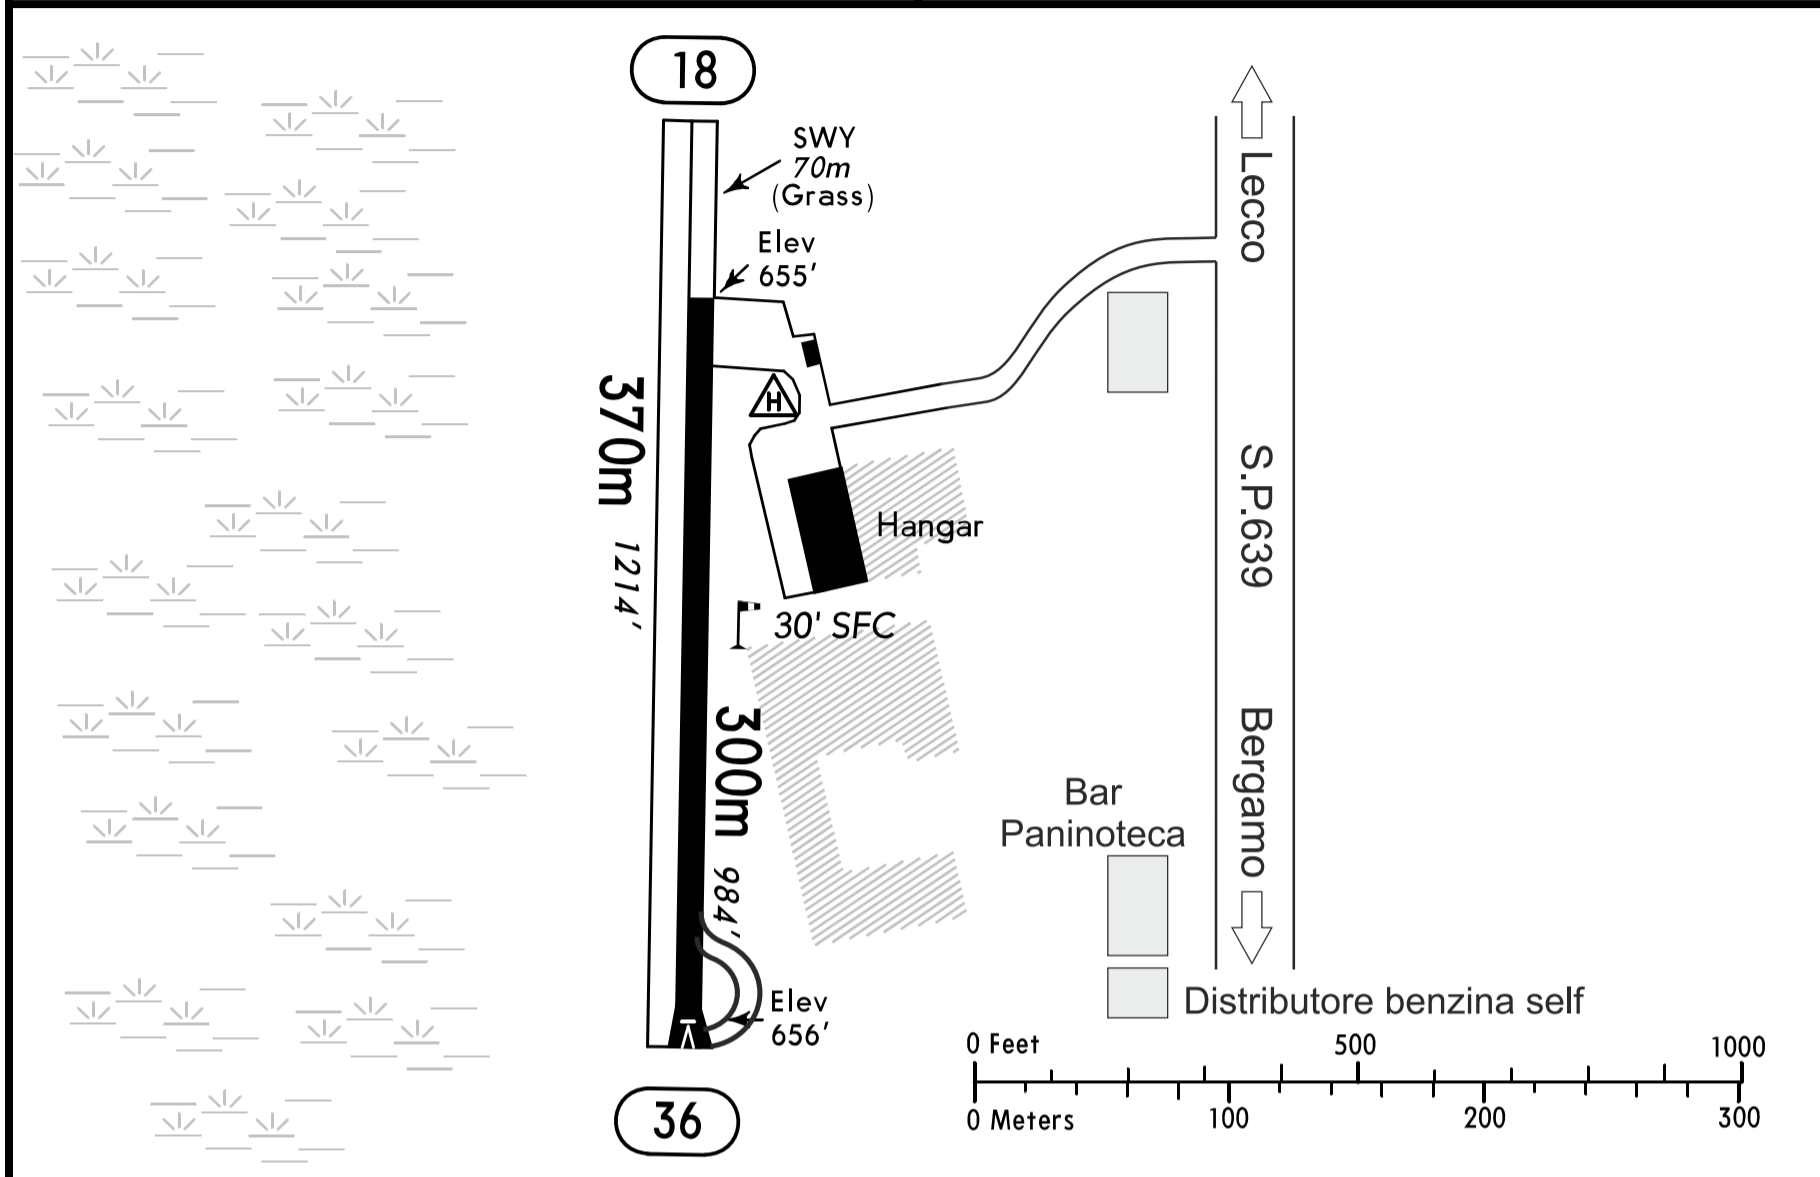 18
SWY
70m
(Grass)
Elev
655'
Lecco
370m 1214'
H
Hangar
S.P.639
30' SFC
300m 984'
Bergamo
Bar
Paninoteca
Elev
656'
Distributore benzina self
0 Feet 500 1000
0 Meters 100 200 300
36